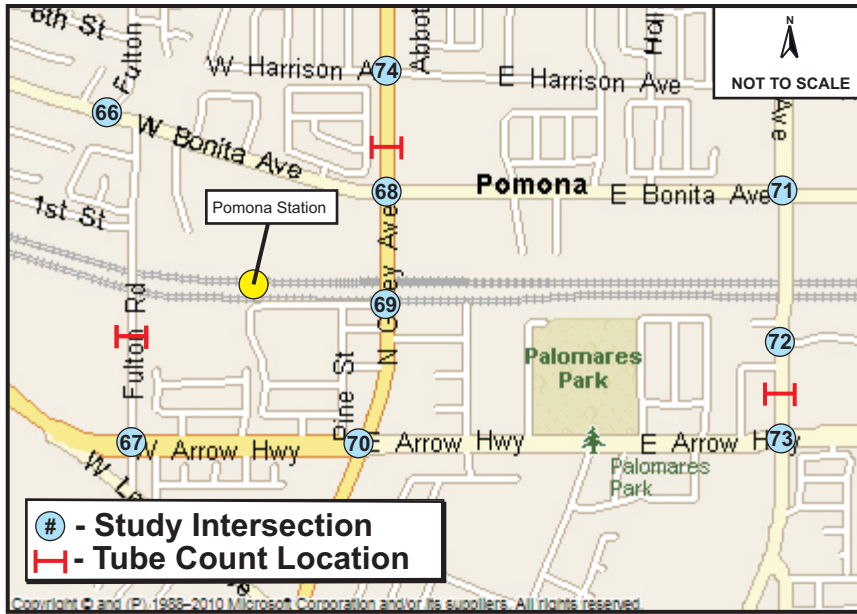 6th St
Fulton
W Harrison A
74
Abbot
E Harrison Ave
Holl
N
NOT TO SCALE
66
W Bonita Ave
68
Pomona
E Bonita Ave
71
Ave
1st St
Pomona Station
N Garey Ave
69
Fulton Rd
Pine St
Palomares
Park
72
67
W Arrow Hwy
70
E Arrow Hwy
E Arrow Hwy
73
Palomares
Park
W Le
ve
# - Study Intersection
- Tube Count Location
Copyright © and (P) 1988–2010 Microsoft Corporation and/or its suppliers. All rights reserved.